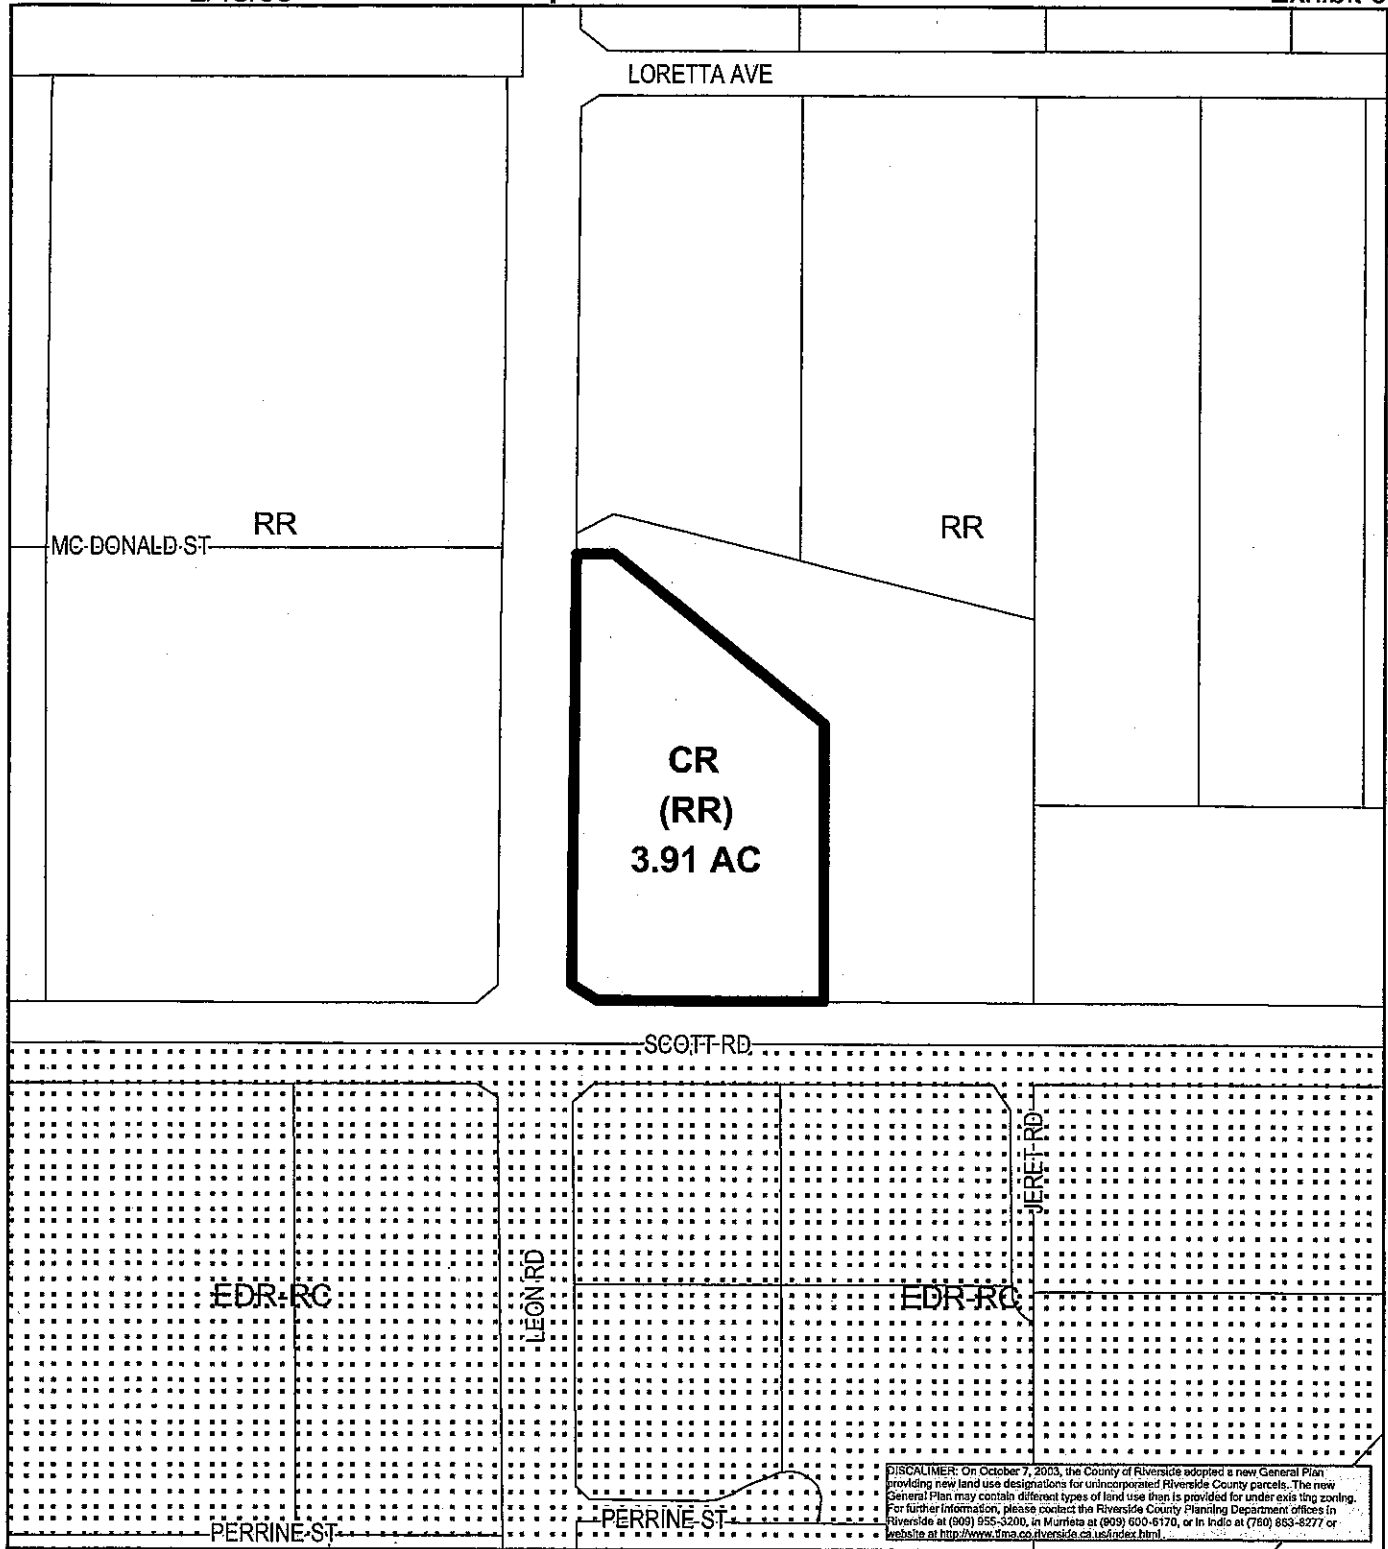 LORETTA AVE
RR
RR
MC DONALD ST
CR
(RR)
3.91 AC
SCOTT RD
JERET RD
LEON RD
EDR-RC
EDR-RC
PERRINE ST
PERRINE ST
DISCALIMER: On October 7, 2003, the County of Riverside adopted a new General Plan
providing new land use designations for unincorporated Riverside County parcels. The new
General Plan may contain different types of land use than is provided for under existing zoning.
For further information, please contact the Riverside County Planning Department offices in
Riverside at (909) 955-3200, in Murrieta at (909) 600-6170, or in Indio at (760) 863-8277 or
website at http://www.tlma.co.riverside.ca.us/index.html